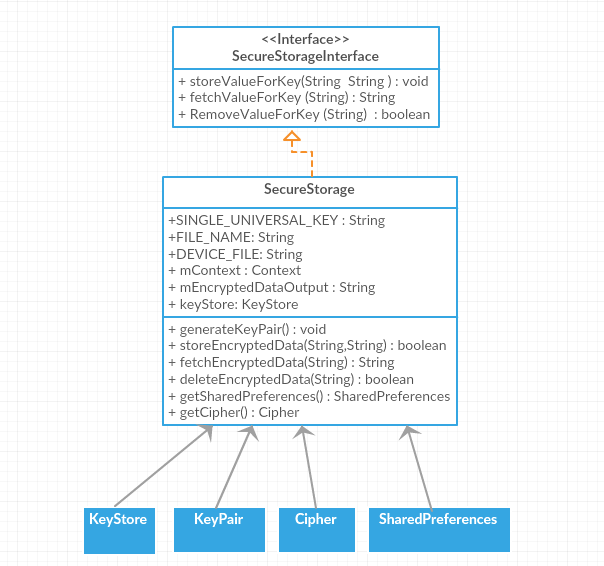 <<Interface>>
SecureStorageInterface
+ storeValueForKey(String  String ) : void
+ fetchValueForKey (String) : String
+ RemoveValueForKey (String)  : boolean
SecureStorage
+SINGLE_UNIVERSAL_KEY : String
+FILE_NAME: String
+DEVICE_FILE: String
+ mContext : Context
+ mEncryptedDataOutput : String
+ keyStore: KeyStore
+ generateKeyPair() : void
+ storeEncryptedData(String,String) : boolean
+ fetchEncryptedData(String) : String
+ deleteEncryptedData(String) : boolean
+ getSharedPreferences() : SharedPreferences
+ getCipher() : Cipher
KeyStore
KeyPair
Cipher
SharedPreferences